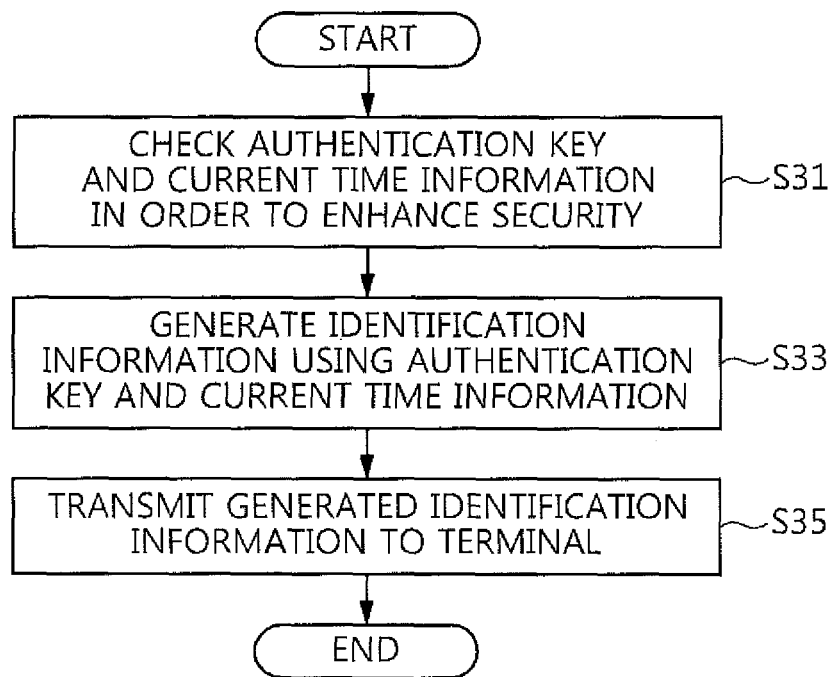 START
CHECK AUTHENTICATION KEY
AND CURRENT TIME INFORMATION
IN ORDER TO ENHANCE SECURITY
S31
GENERATE IDENTIFICATION
INFORMATION USING AUTHENTICATION
KEY AND CURRENT TIME INFORMATION
S33
TRANSMIT GENERATED IDENTIFICATION
INFORMATION TO TERMINAL
S35
END